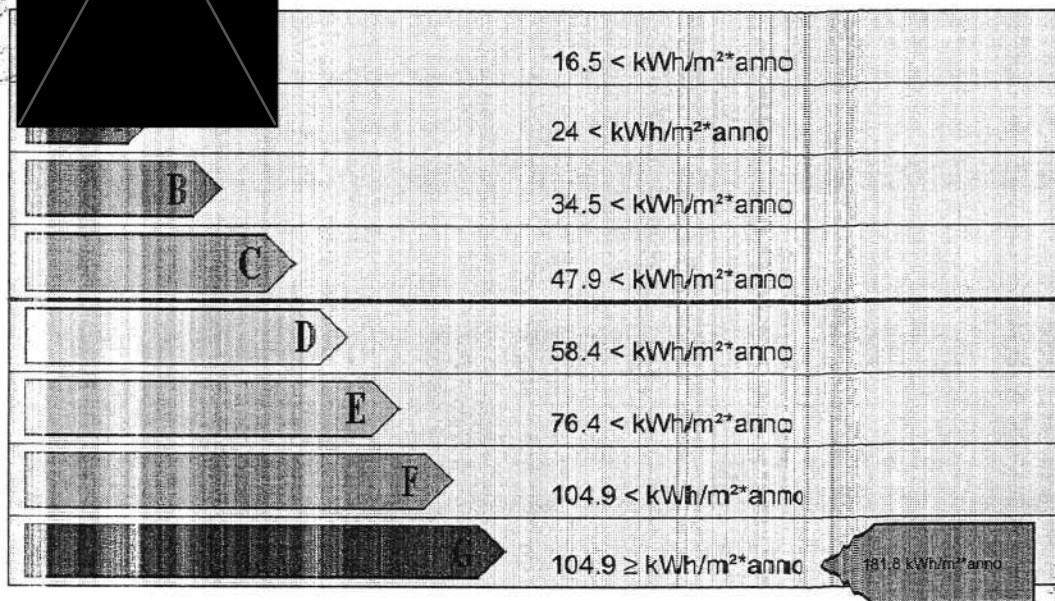 16.5 < kWh/m²*anno
24 < kWh/m²*anno
B 34.5 < kWh/m²*anno
C 47.9 < kWh/m²*anno
D 58.4 < kWh/m²*anno
E 76.4 < kWh/m²*anno
F 104.9 < kWh/m²*anno
G 104.9 ≥ kWh/m²*anno 181.8 kWh/m²*anno